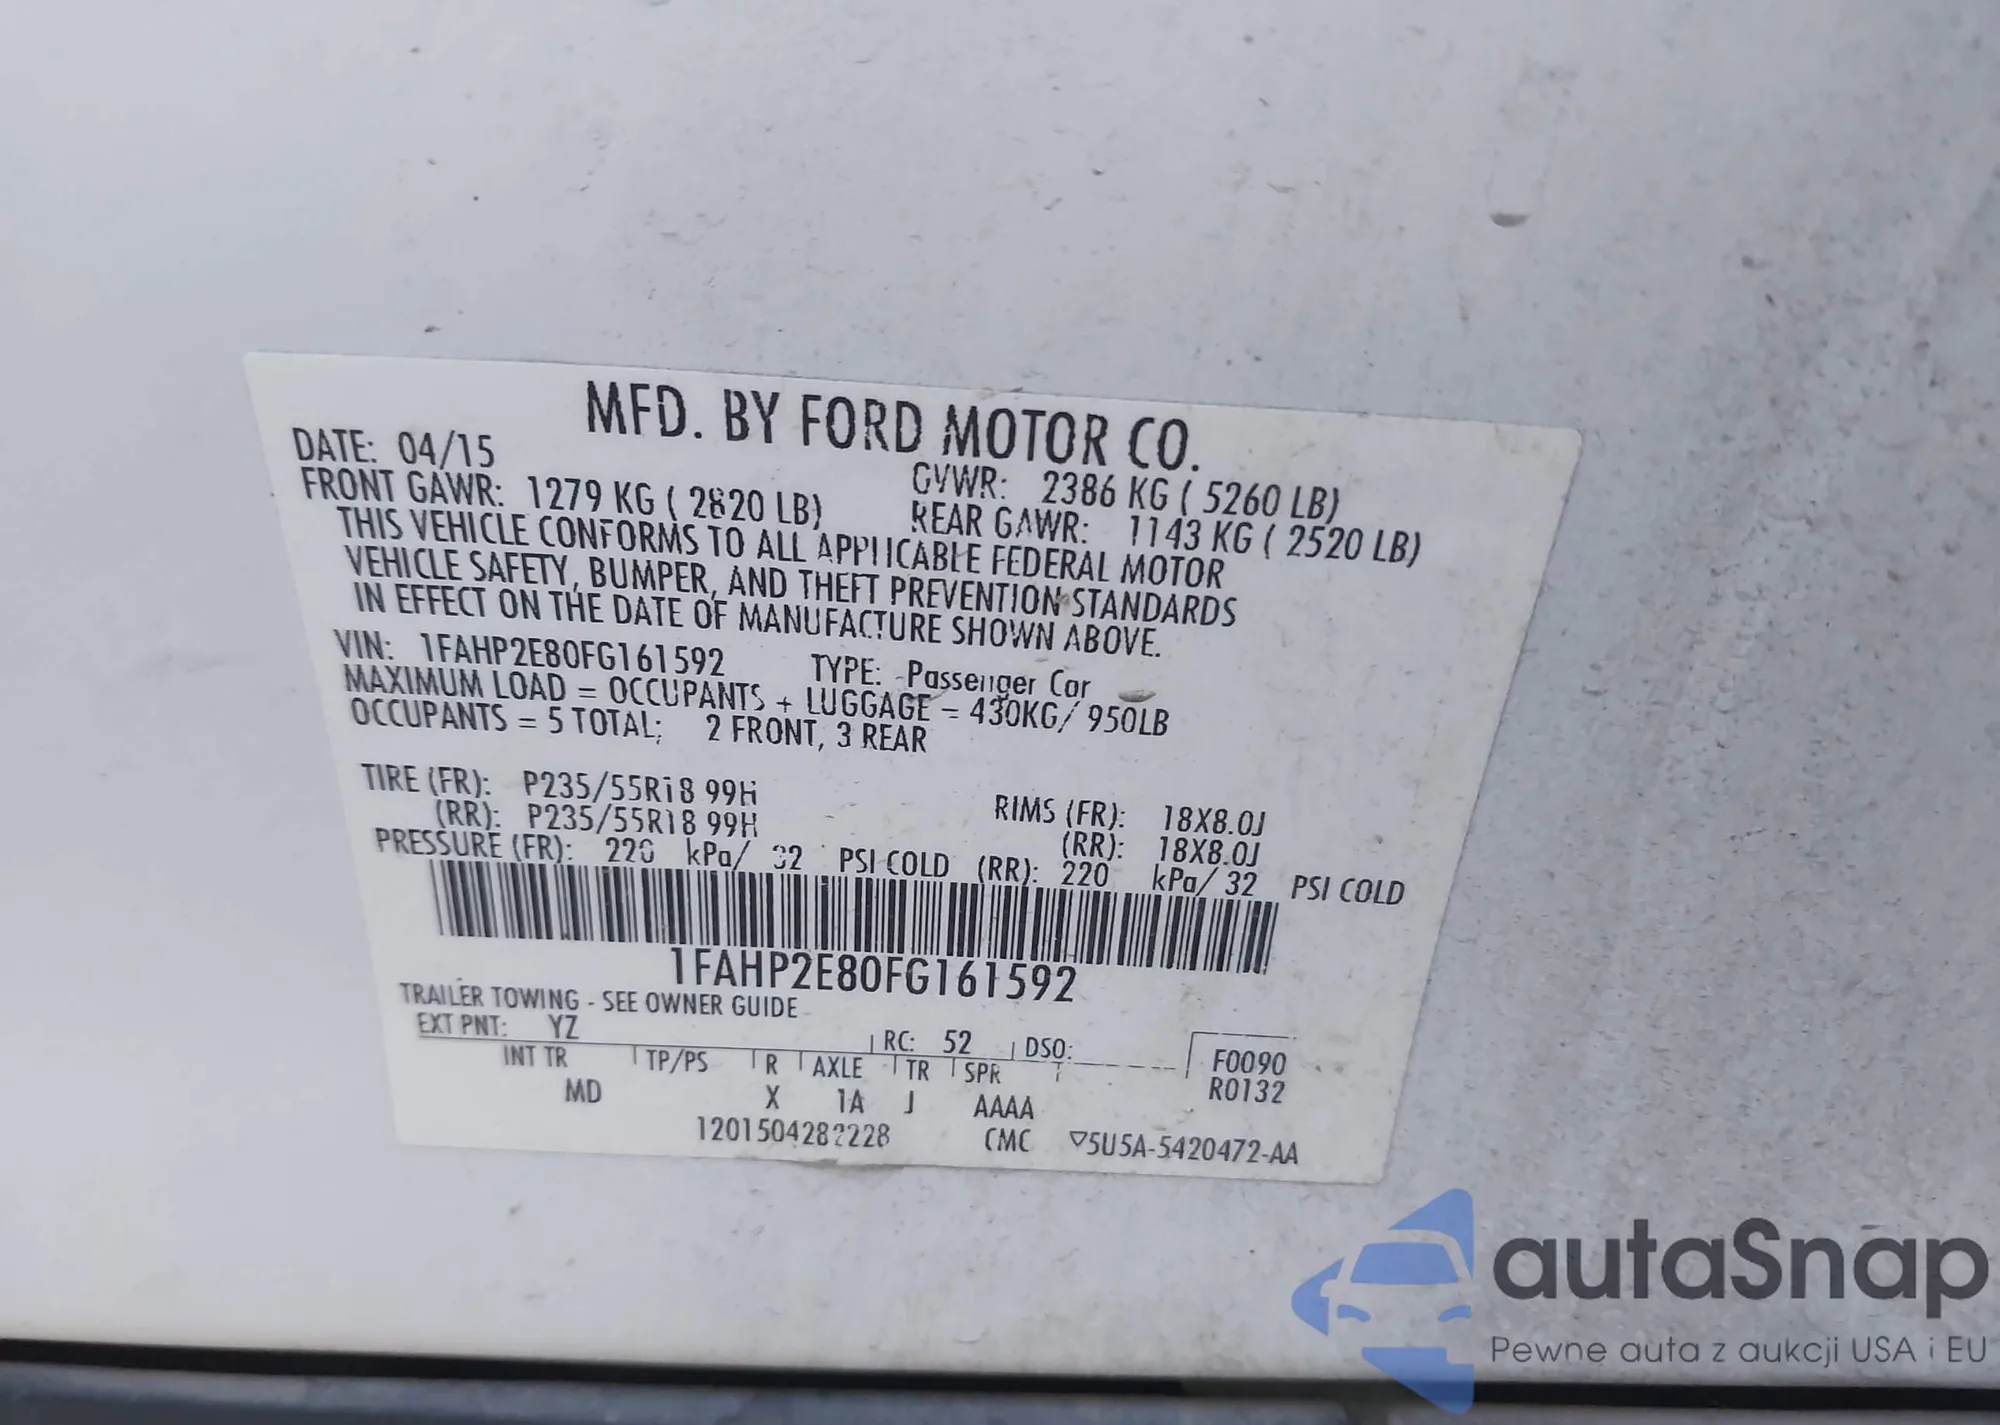 MFD. BY FORD MOTOR CO.
DATE: 04/15 GVWR: 2386 KG ( 5260 LB)
FRONT GAWR: 1279 KG ( 2820 LB) REAR GAWR: 1143 KG ( 2520 LB)
THIS VEHICLE CONFORMS TO ALL APPLICABLE FEDERAL MOTOR
VEHICLE SAFETY, BUMPER, AND THEFT PREVENTION STANDARDS
IN EFFECT ON THE DATE OF MANUFACTURE SHOWN ABOVE.
VIN: 1FAHP2E80FG161592 TYPE: Passenger Car
MAXIMUM LOAD = OCCUPANTS + LUGGAGE = 430KG/ 950LB
OCCUPANTS = 5 TOTAL; 2 FRONT, 3 REAR
TIRE (FR): P235/55R18 99H RIMS (FR): 18X8.0J
(RR): P235/55R18 99H (RR): 18X8.0J
PRESSURE (FR): 220 kPa/ 32 PSI COLD (RR): 220 kPa/ 32 PSI COLD
1FAHP2E80FG161592
TRAILER TOWING - SEE OWNER GUIDE
EXT PNT: YZ RC: 52 DSO: F0090
INT TR TP/PS R AXLE TR SPR R0132
MD X 1A J AAAA
1201504282228 CMC ▽5U5A-5420472-AA
autaSnap
Pewne auta z aukcji USA i EU